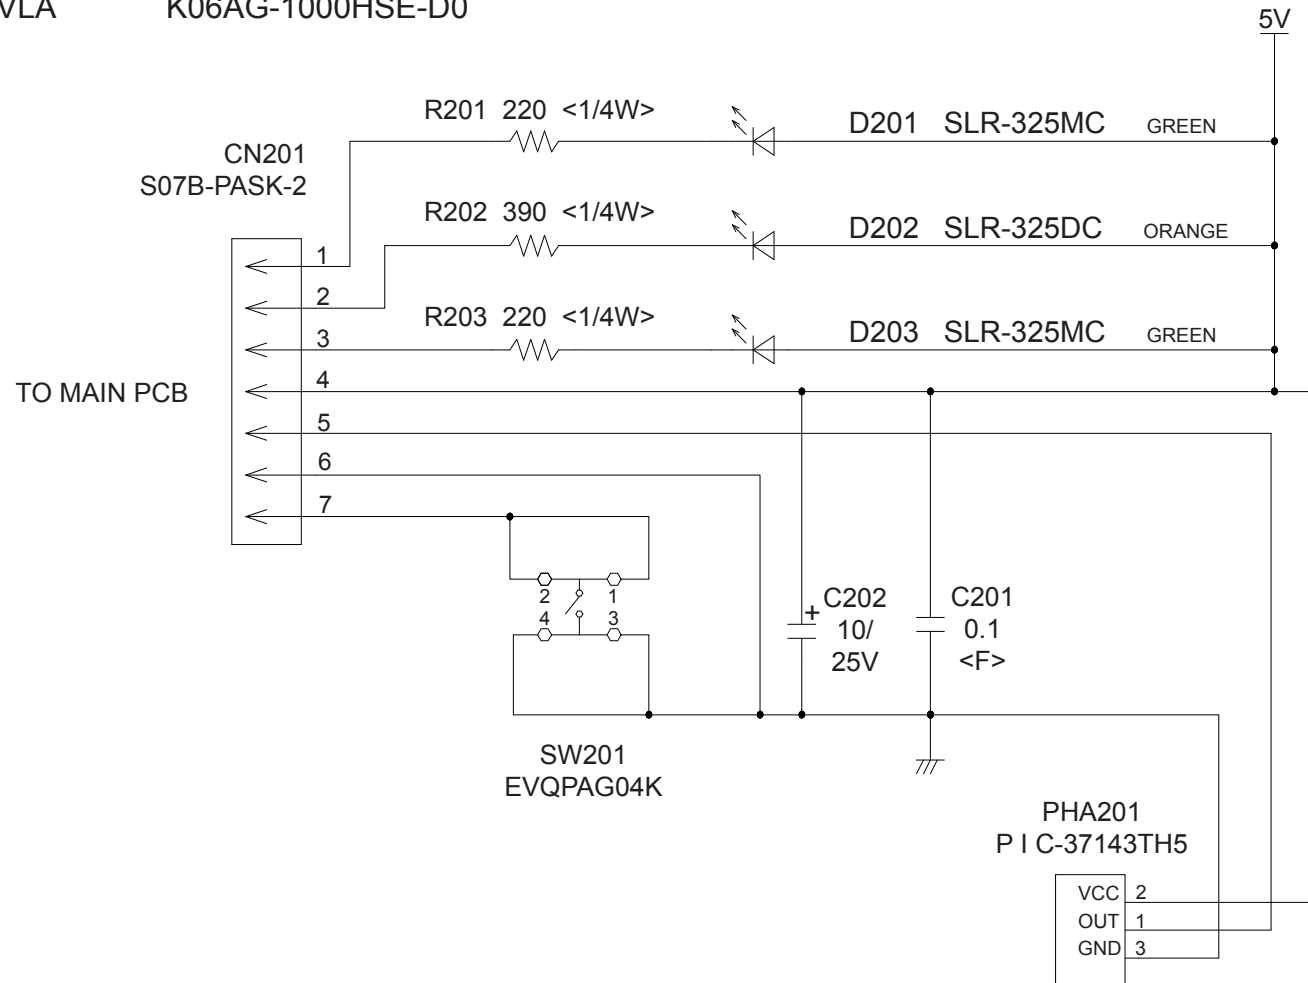 VLA K06AG-1000HSE-D0
5V
R201 220 <1/4W>
D201 SLR-325MC GREEN
CN201
S07B-PASK-2
R202 390 <1/4W>
D202 SLR-325DC ORANGE
1
2
R203 220 <1/4W>
D203 SLR-325MC GREEN
3
TO MAIN PCB
4
5
6
7
2 1
4 3
+
C202
10/
25V
C201
0.1
<F>
SW201
EVQPAG04K
PHA201
P I C-37143TH5
VCC 2
OUT 1
GND 3